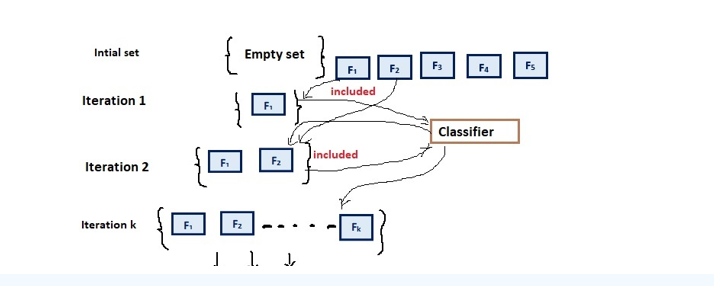 Intial set { Empty set } F1 F2 F3 F4 F5
included
Iteration 1 { F1 }
Classifier
Iteration 2 { F1 F2 } included
Iteration k { F1 F2 - - - - - Fk }